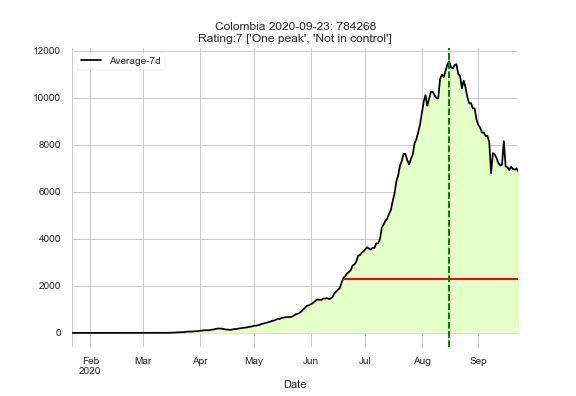 Colombia 2020-09-23: 784268
Rating:7 ['One peak', 'Not in control']
Average-7d
12000
10000
8000
6000
4000
2000
0
Feb Mar Apr May Jun Jul Aug Sep
2020
Date